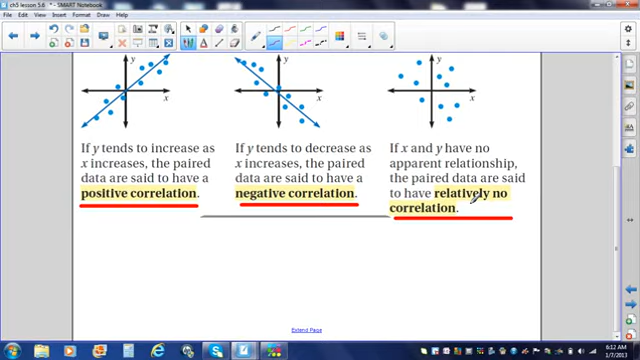 ch5 lesson 5.6 * - SMART Notebook
File Edit View Insert Format Draw Help
y
x
y
x
y
x
If y tends to increase as
x increases, the paired
data are said to have a
positive correlation.
If y tends to decrease as
x increases, the paired
data are said to have a
negative correlation.
If x and y have no
apparent relationship,
the paired data are said
to have relatively no
correlation.
Extend Page
6:12 AM
1/7/2013